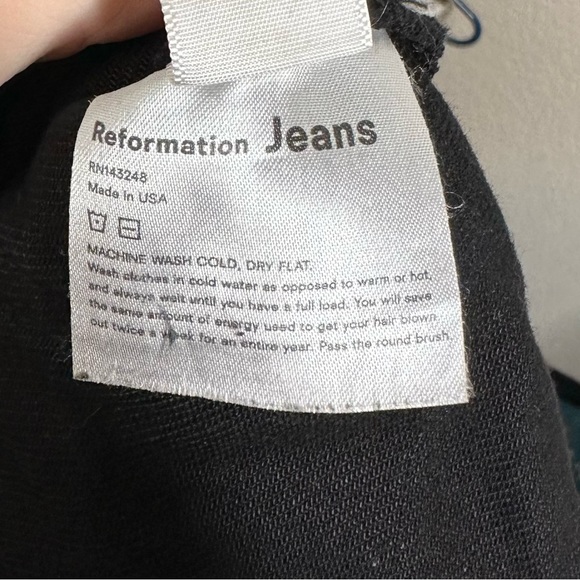 Reformation Jeans
RN143248
Made in USA
MACHINE WASH COLD, DRY FLAT.
Wash clothes in cold water as opposed to warm or hot,
and always wait until you have a full load. You will save
the same amount of energy used to get your hair blown
out twice a week for an entire year. Pass the round brush.